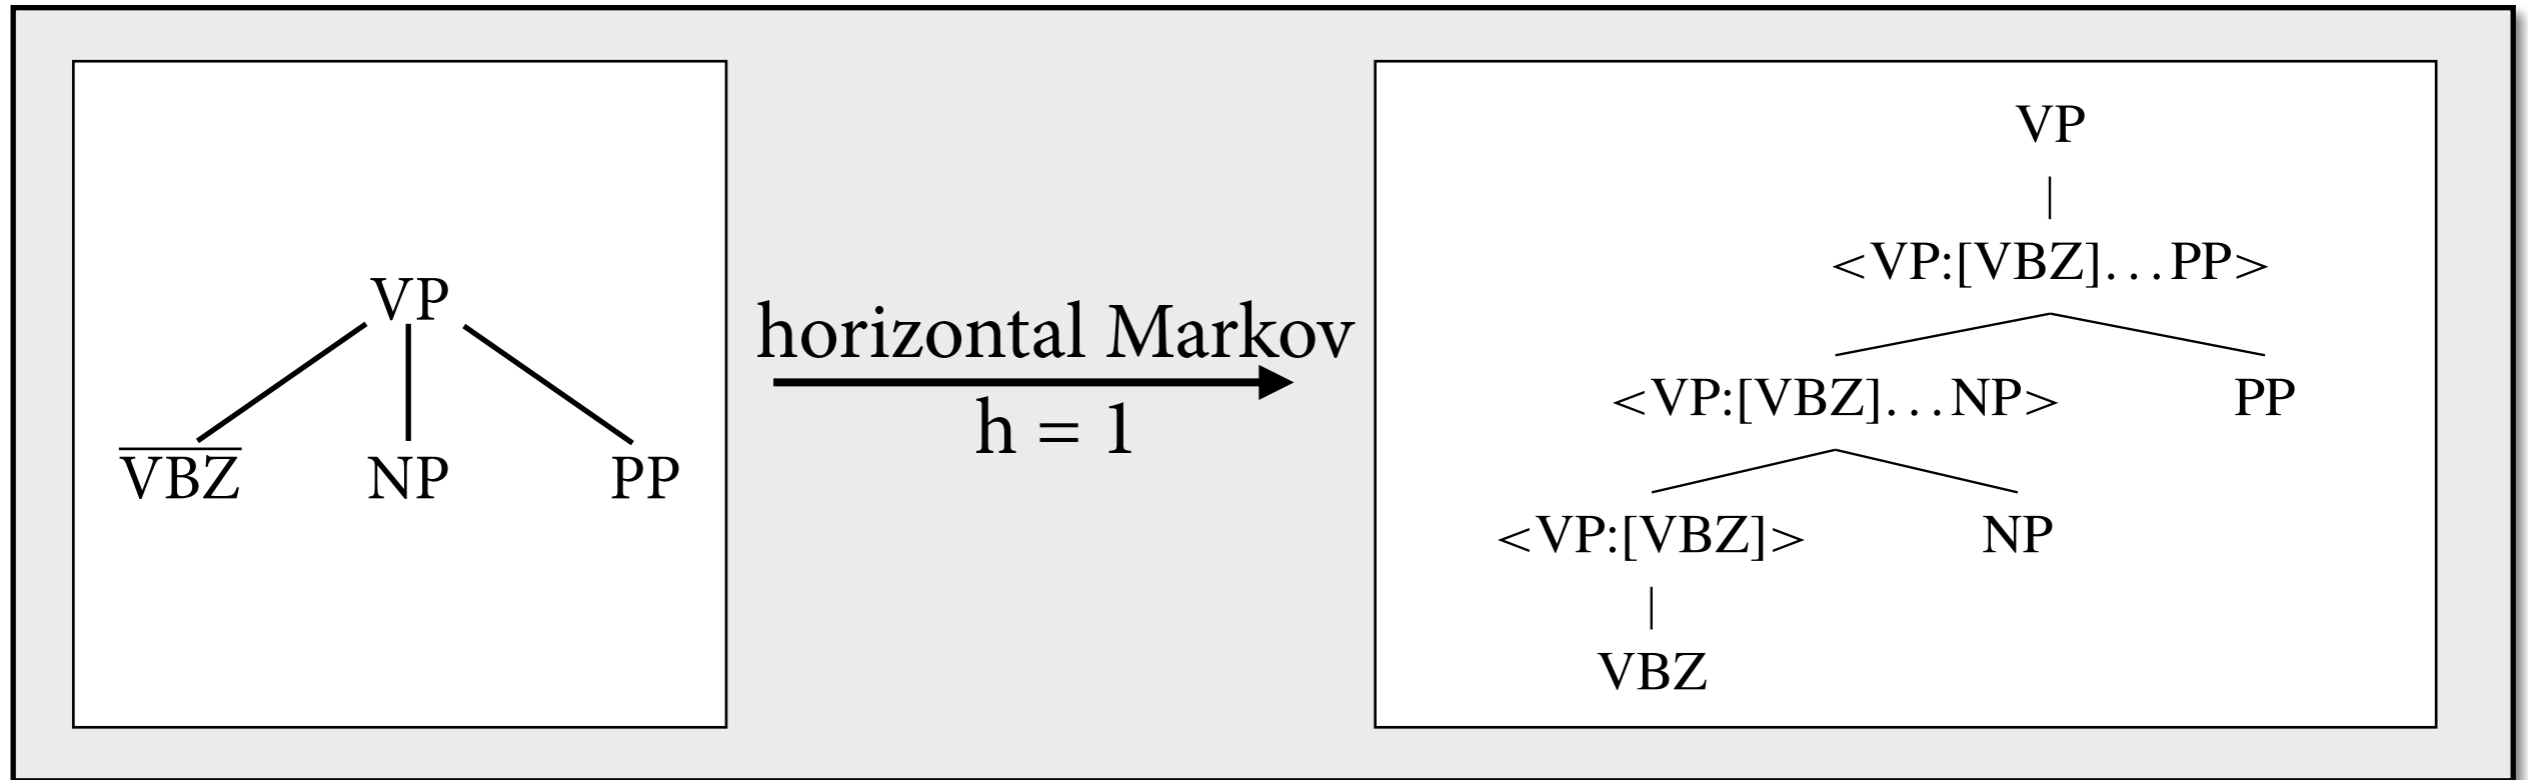 VP
VBZ NP PP
horizontal Markov
h = 1
VP
<VP:[VBZ]...PP>
<VP:[VBZ]...NP> PP
<VP:[VBZ]> NP
VBZ